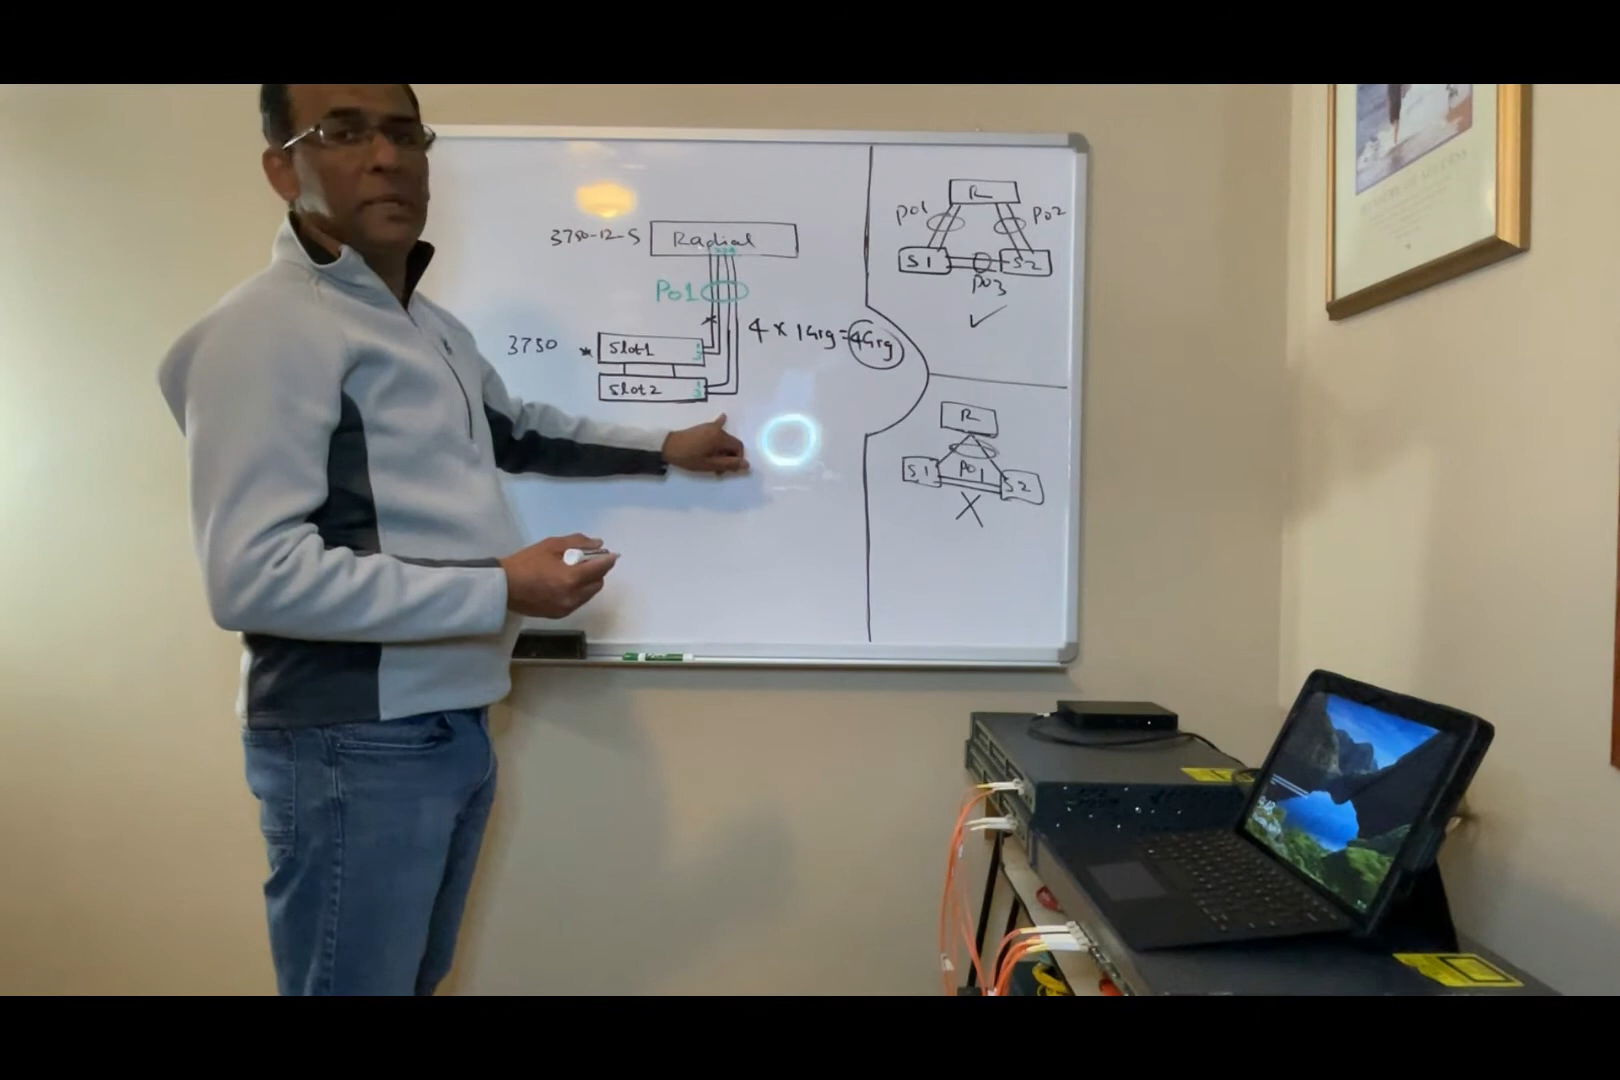 3750-12-S
Radial
Po1
4 × 1Gig = 4Gig
3750
* Slot1
Slot2
R
Po1
Po2
S1
S2
Po3
R
S1
Po1
S2
X